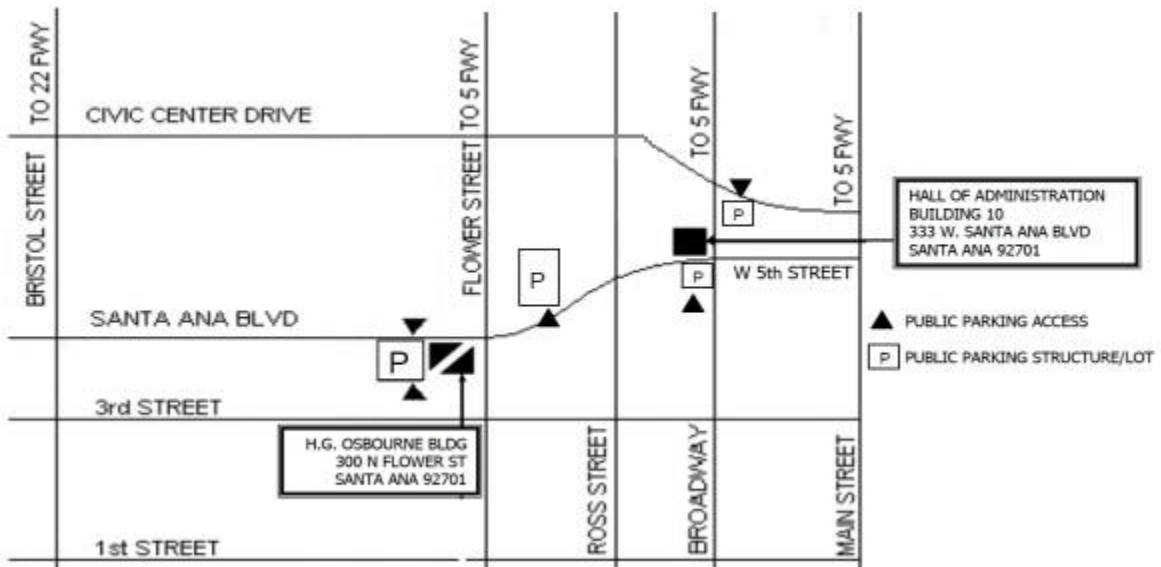 TO 22 FWY
BRISTOL STREET
CIVIC CENTER DRIVE
TO 5 FWY
FLOWER STREET
TO 5 FWY
TO 5 FWY
P
HALL OF ADMINISTRATION
BUILDING 10
333 W. SANTA ANA BLVD
SANTA ANA 92701
P
P
W 5th STREET
SANTA ANA BLVD
P
PUBLIC PARKING ACCESS
P PUBLIC PARKING STRUCTURE/LOT
3rd STREET
H.G. OSBOURNE BLDG
300 N FLOWER ST
SANTA ANA 92701
ROSS STREET
BROADWAY
MAIN STREET
1st STREET